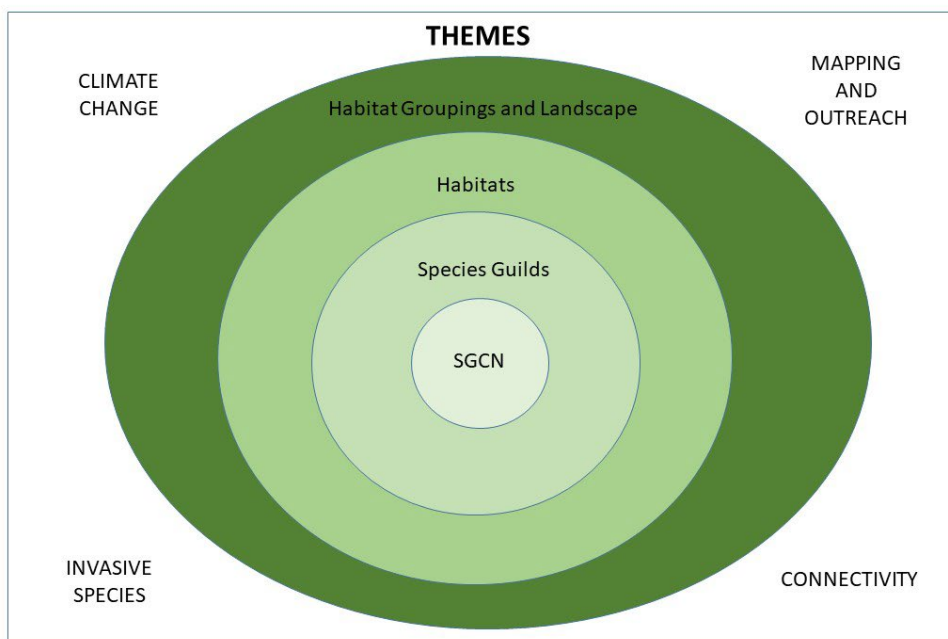 THEMES
CLIMATE
CHANGE
MAPPING
AND
OUTREACH
Habitat Groupings and Landscape
Habitats
Species Guilds
SGCN
INVASIVE
SPECIES
CONNECTIVITY